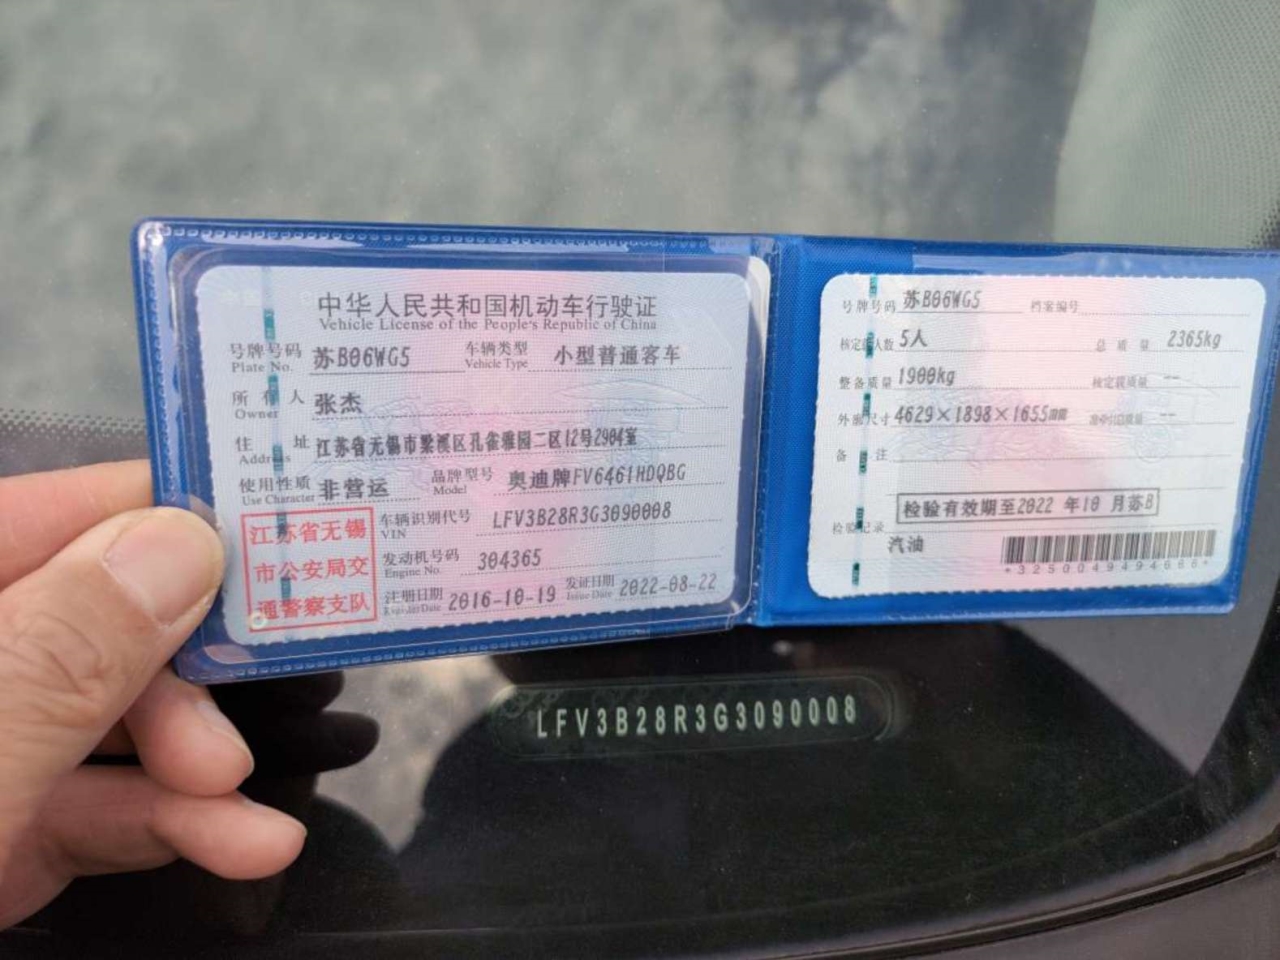 中华人民共和国机动车行驶证
Vehicle License of the People's Republic of China
号牌号码 苏B06WG5 车辆类型 小型普通客车
Plate No. Vehicle Type
所有人 张杰
Owner
住址 江苏省无锡市梁溪区孔雀雅园二区12号2904室
Address
使用性质 非营运 品牌型号 奥迪牌FV6461HDQBG
Use Character Model
江苏省无锡
市公安局交
通警察支队
车辆识别代号 LFV3B28R3G3090008
VIN
发动机号码 304365
Engine No.
注册日期 2016-10-19 发证日期 2022-08-22
Register Date Issue Date
号牌号码 苏B06WG5 档案编号
核定载人数 5人 总质量 2365kg
整备质量 1900kg 核定载质量 --
外廓尺寸 4629×1898×1655mm 准牵引总质量 --
备注
检验有效期至2022 年10 月苏B
检验记录
汽油
*3250049494666*
LFV3B28R3G3090008